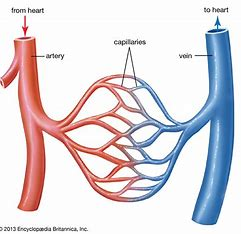 from heart
to heart
capillaries
artery
vein
© 2013 Encyclopædia Britannica, Inc.